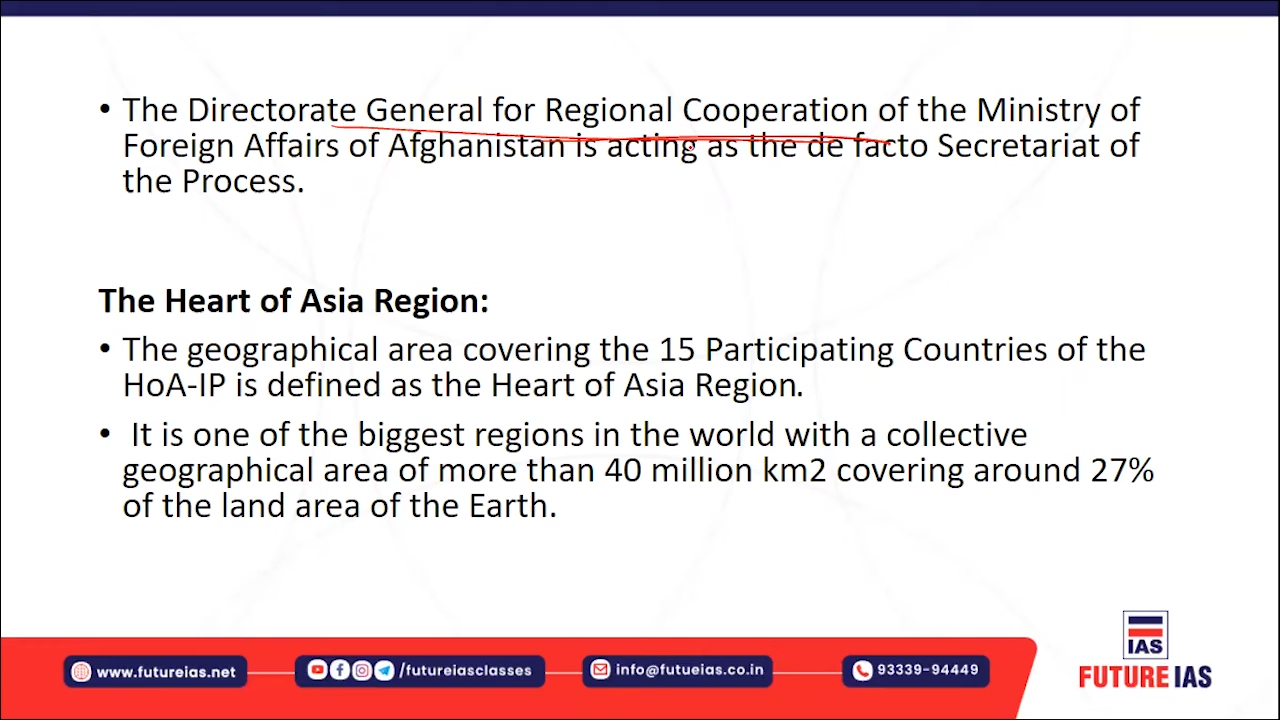 • The Directorate General for Regional Cooperation of the Ministry of
Foreign Affairs of Afghanistan is acting as the de facto Secretariat of
the Process.
The Heart of Asia Region:
• The geographical area covering the 15 Participating Countries of the
HoA-IP is defined as the Heart of Asia Region.
• It is one of the biggest regions in the world with a collective
geographical area of more than 40 million km2 covering around 27%
of the land area of the Earth.
IAS
FUTURE IAS
www.futureias.net
/futureiasclasses
info@futueias.co.in
93339-94449